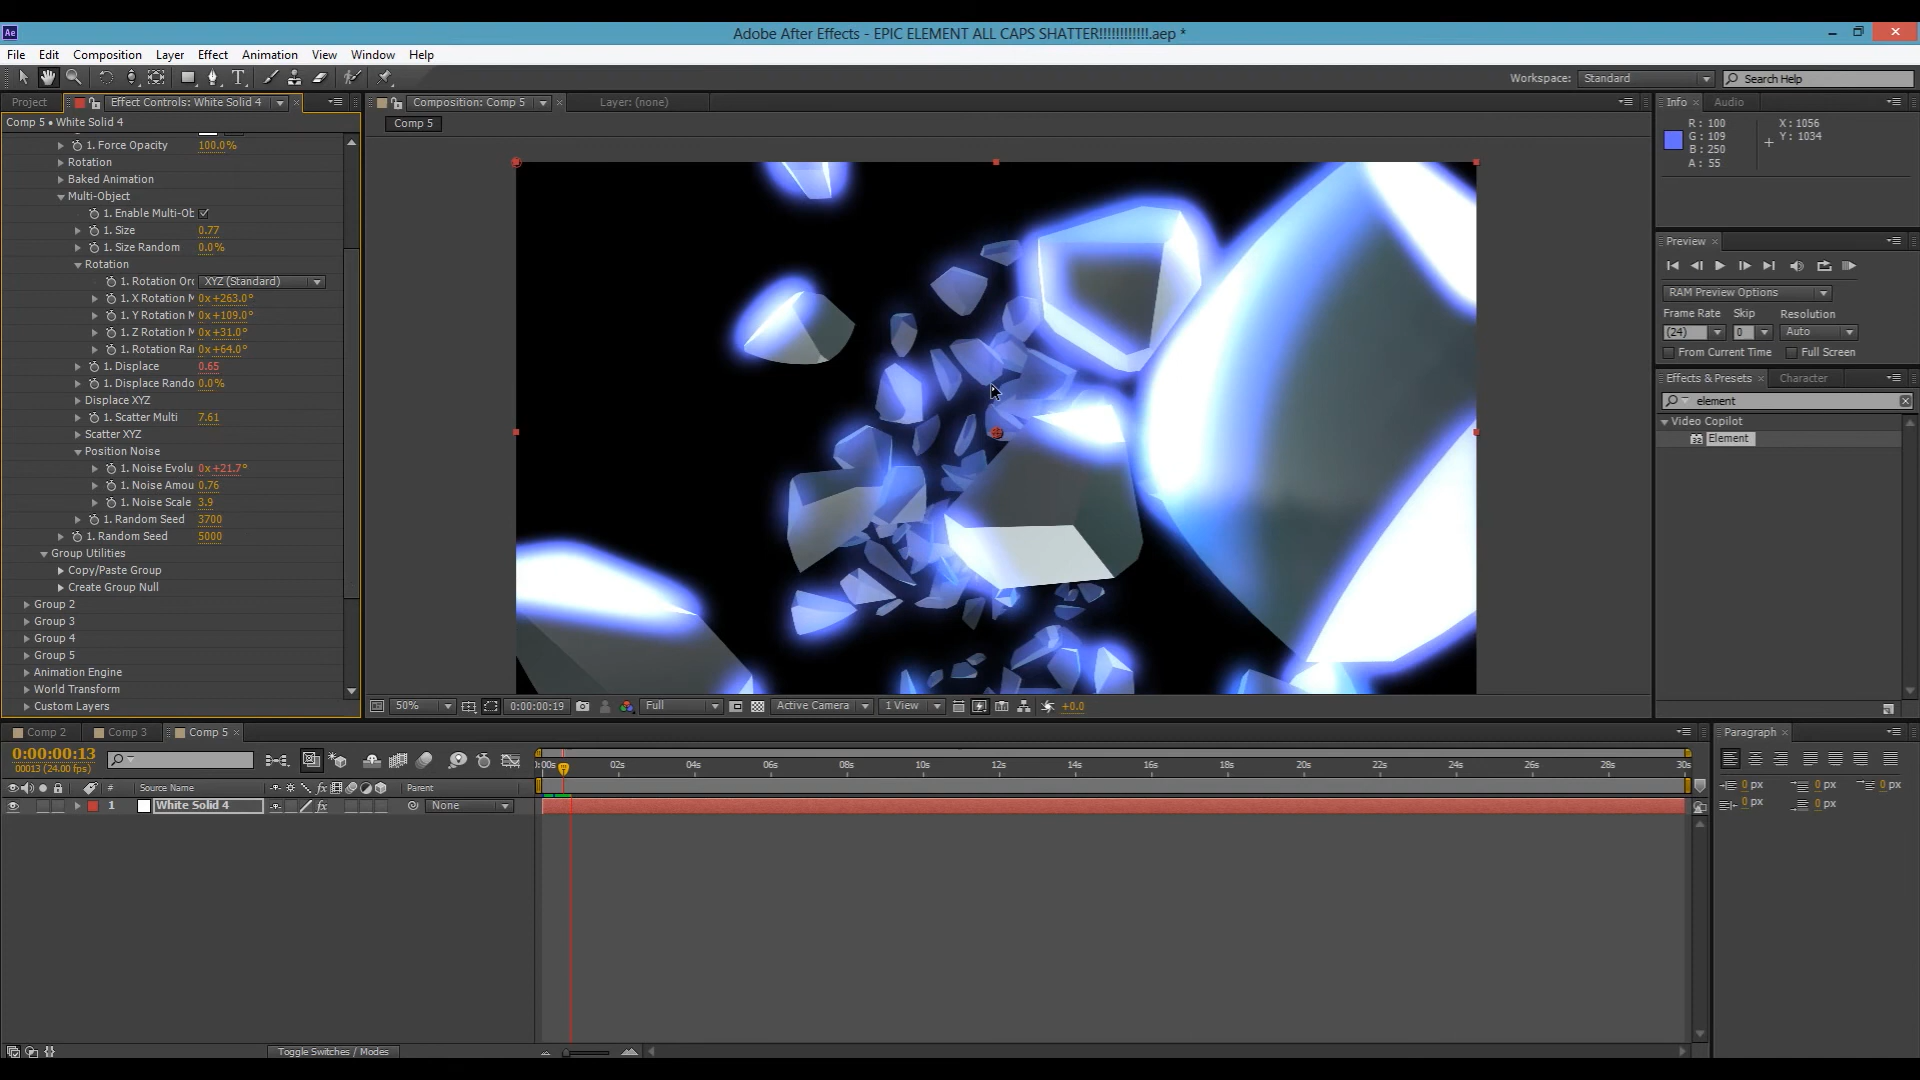 Ae
Adobe After Effects - EPIC ELEMENT ALL CAPS SHATTER!!!!!!!!!!!!!.aep *
File Edit Composition Layer Effect Animation View Window Help
Workspace: Standard Search Help
Project Effect Controls: White Solid 4
Composition: Comp 5 Layer: (none)
Info Audio
Comp 5 • White Solid 4
Comp 5
R: 100 X: 1056
G: 109 Y: 1034
B: 250
A: 55
1. Force Opacity 100.0%
Rotation
Baked Animation
Multi-Object
1. Enable Multi-Ob
1. Size 0.77
1. Size Random 0.0%
Rotation
1. Rotation Orc XYZ (Standard)
1. X Rotation M 0x+263.0°
1. Y Rotation M 0x+109.0°
1. Z Rotation M 0x+31.0°
1. Rotation Rar 0x+64.0°
1. Displace 0.65
1. Displace Rando 0.0%
Displace XYZ
1. Scatter Multi 7.61
Scatter XYZ
Position Noise
1. Noise Evolu 0x+21.7°
1. Noise Amou 0.76
1. Noise Scale 3.9
1. Random Seed 3700
1. Random Seed 5000
Group Utilities
Copy/Paste Group
Create Group Null
Group 2
Group 3
Group 4
Group 5
Animation Engine
World Transform
Custom Layers
Preview
RAM Preview Options
Frame Rate Skip Resolution
(24) 0 Auto
From Current Time Full Screen
Effects & Presets Character
element
Video Copilot
32 Element
50% 0:00:00:19 Full Active Camera 1 View +0.0
Comp 2 Comp 3 Comp 5
Paragraph
0:00:00:13
00013 (24.00 fps)
):00s 02s 04s 06s 08s 10s 12s 14s 16s 18s 20s 22s 24s 26s 28s 30s
# Source Name fx Parent
1 White Solid 4 fx None
0 px 0 px 0 px
0 px 0 px
Toggle Switches / Modes